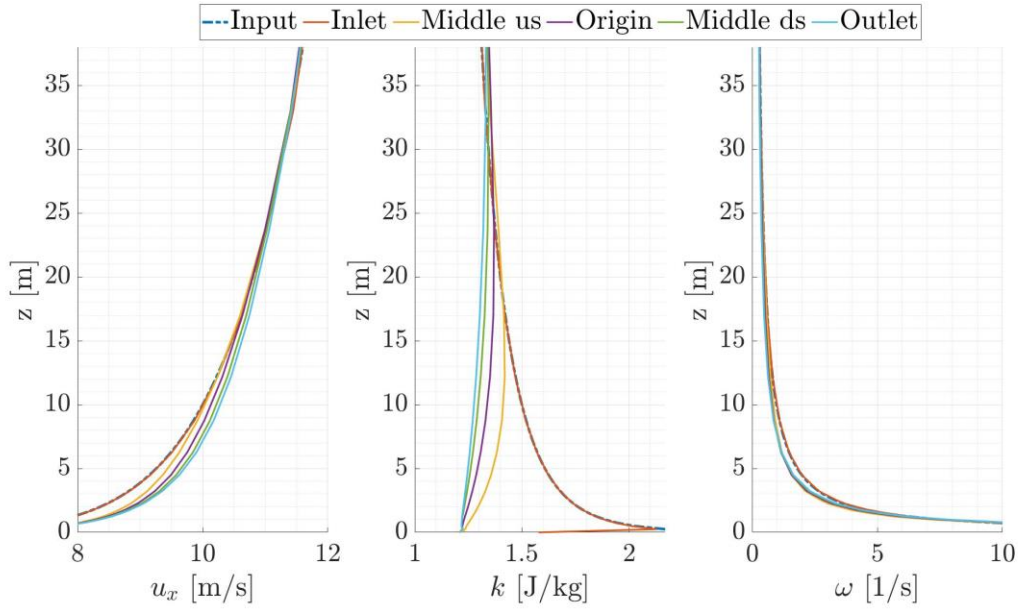 Input Inlet Middle us Origin Middle ds Outlet
35 35 35
30 30 30
25 25 25
z [m] 20 z [m] 20 z [m] 20
15 15 15
10 10 10
5 5 5
0 0 0
8 10 12 1 1.5 2 0 5 10
u_x [m/s] k [J/kg] ω [1/s]